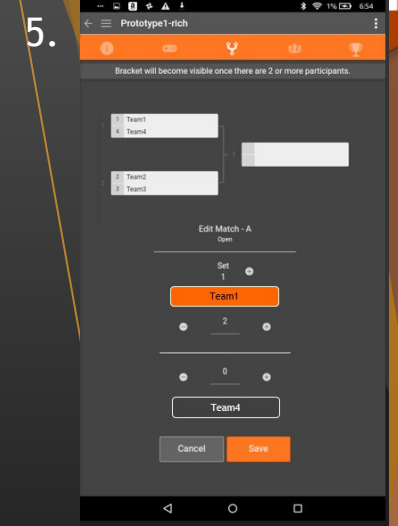 5.
1% 6:54
Prototype1-rich
Bracket will become visible once there are 2 or more participants.
1 Team1
4 Team4
2 Team2
3 Team3
Edit Match - A
Open
Set
1
Team1
2
0
Team4
Cancel Save